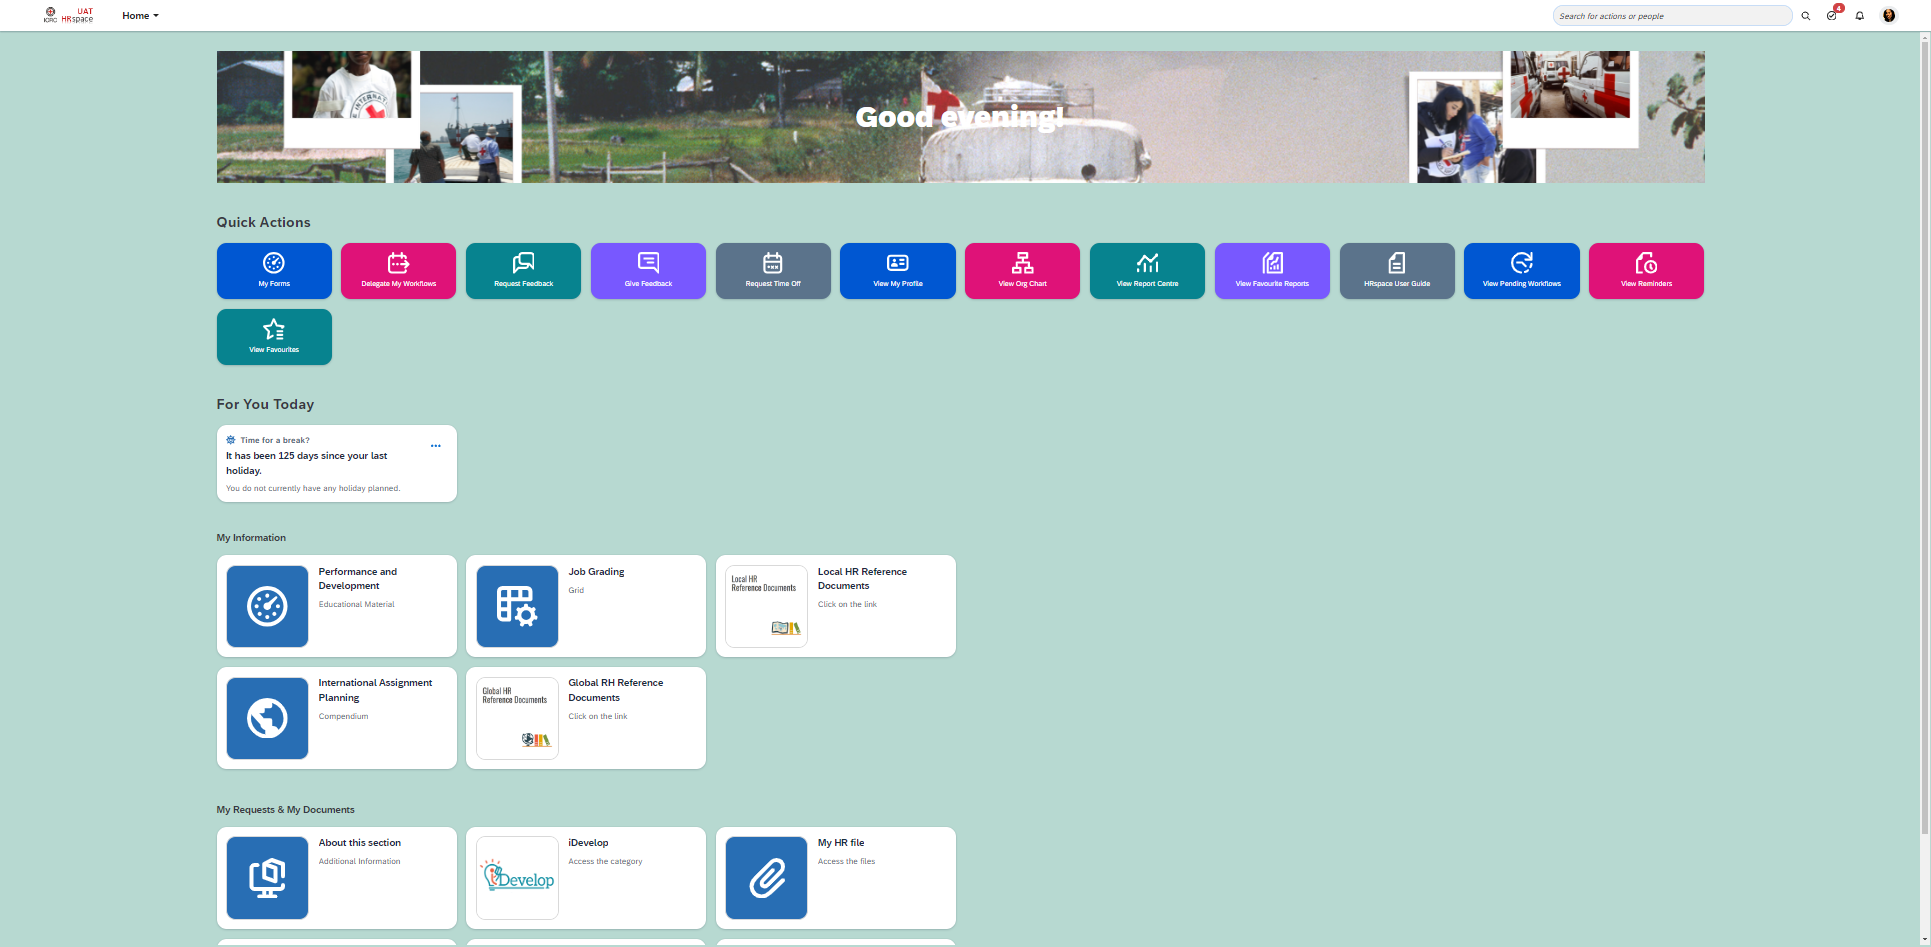 ICRC
UAT
HRspace
Home
Search for actions or people
4
INTERNAT
Good evening!
Quick Actions
My Forms
Delegate My Workflows
Request Feedback
Give Feedback
Request Time Off
View My Profile
View Org Chart
View Report Centre
View Favourite Reports
HRspace User Guide
View Pending Workflows
View Reminders
View Favourites
For You Today
Time for a break?
It has been 125 days since your last
holiday.
You do not currently have any holiday planned.
My Information
Performance and
Development
Educational Material
Job Grading
Grid
Local HR
Reference Documents
Local HR Reference
Documents
Click on the link
International Assignment
Planning
Compendium
Global HR
Reference Documents
Global RH Reference
Documents
Click on the link
My Requests & My Documents
About this section
Additional Information
iDevelop
iDevelop
Access the category
My HR file
Access the files